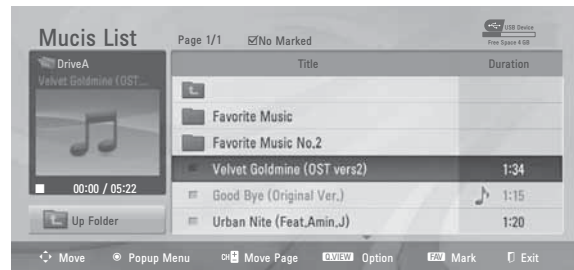 Mucis List
Page 1/1 ☑No Marked
USB Device
Free Space 4 GB
DriveA
Velvet Goldmine (OST...
00:00 / 05:22
Up Folder
Title Duration
Favorite Music
Favorite Music No.2
Velvet Goldmine (OST vers2) 1:34
Good Bye (Original Ver.) 1:15
Urban Nite (Feat.Amin.J) 1:20
Move Popup Menu CH Move Page Q.VIEW Option FAV Mark Exit